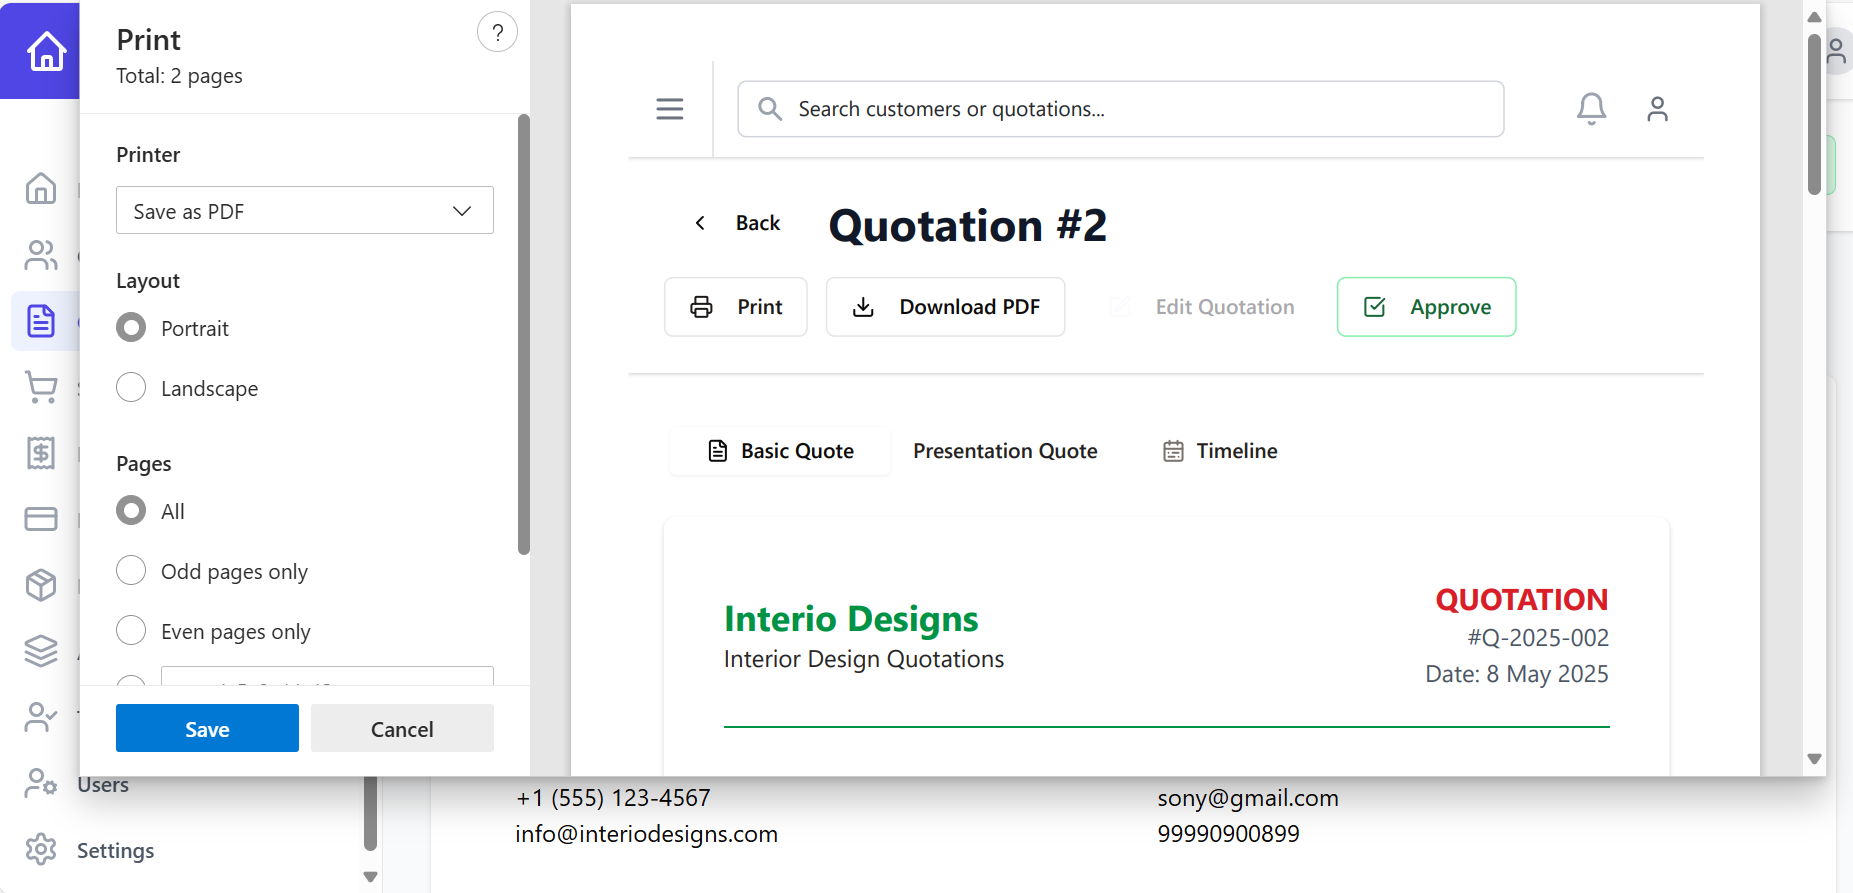 Print
Total: 2 pages
?
Printer
Save as PDF
Layout
Portrait
Landscape
Pages
All
Odd pages only
Even pages only
Save
Cancel
Search customers or quotations...
Back
Quotation #2
Print
Download PDF
Edit Quotation
Approve
Basic Quote
Presentation Quote
Timeline
Interio Designs
Interior Design Quotations
QUOTATION
#Q-2025-002
Date: 8 May 2025
Users
Settings
+1 (555) 123-4567
info@interiodesigns.com
sony@gmail.com
99990900899